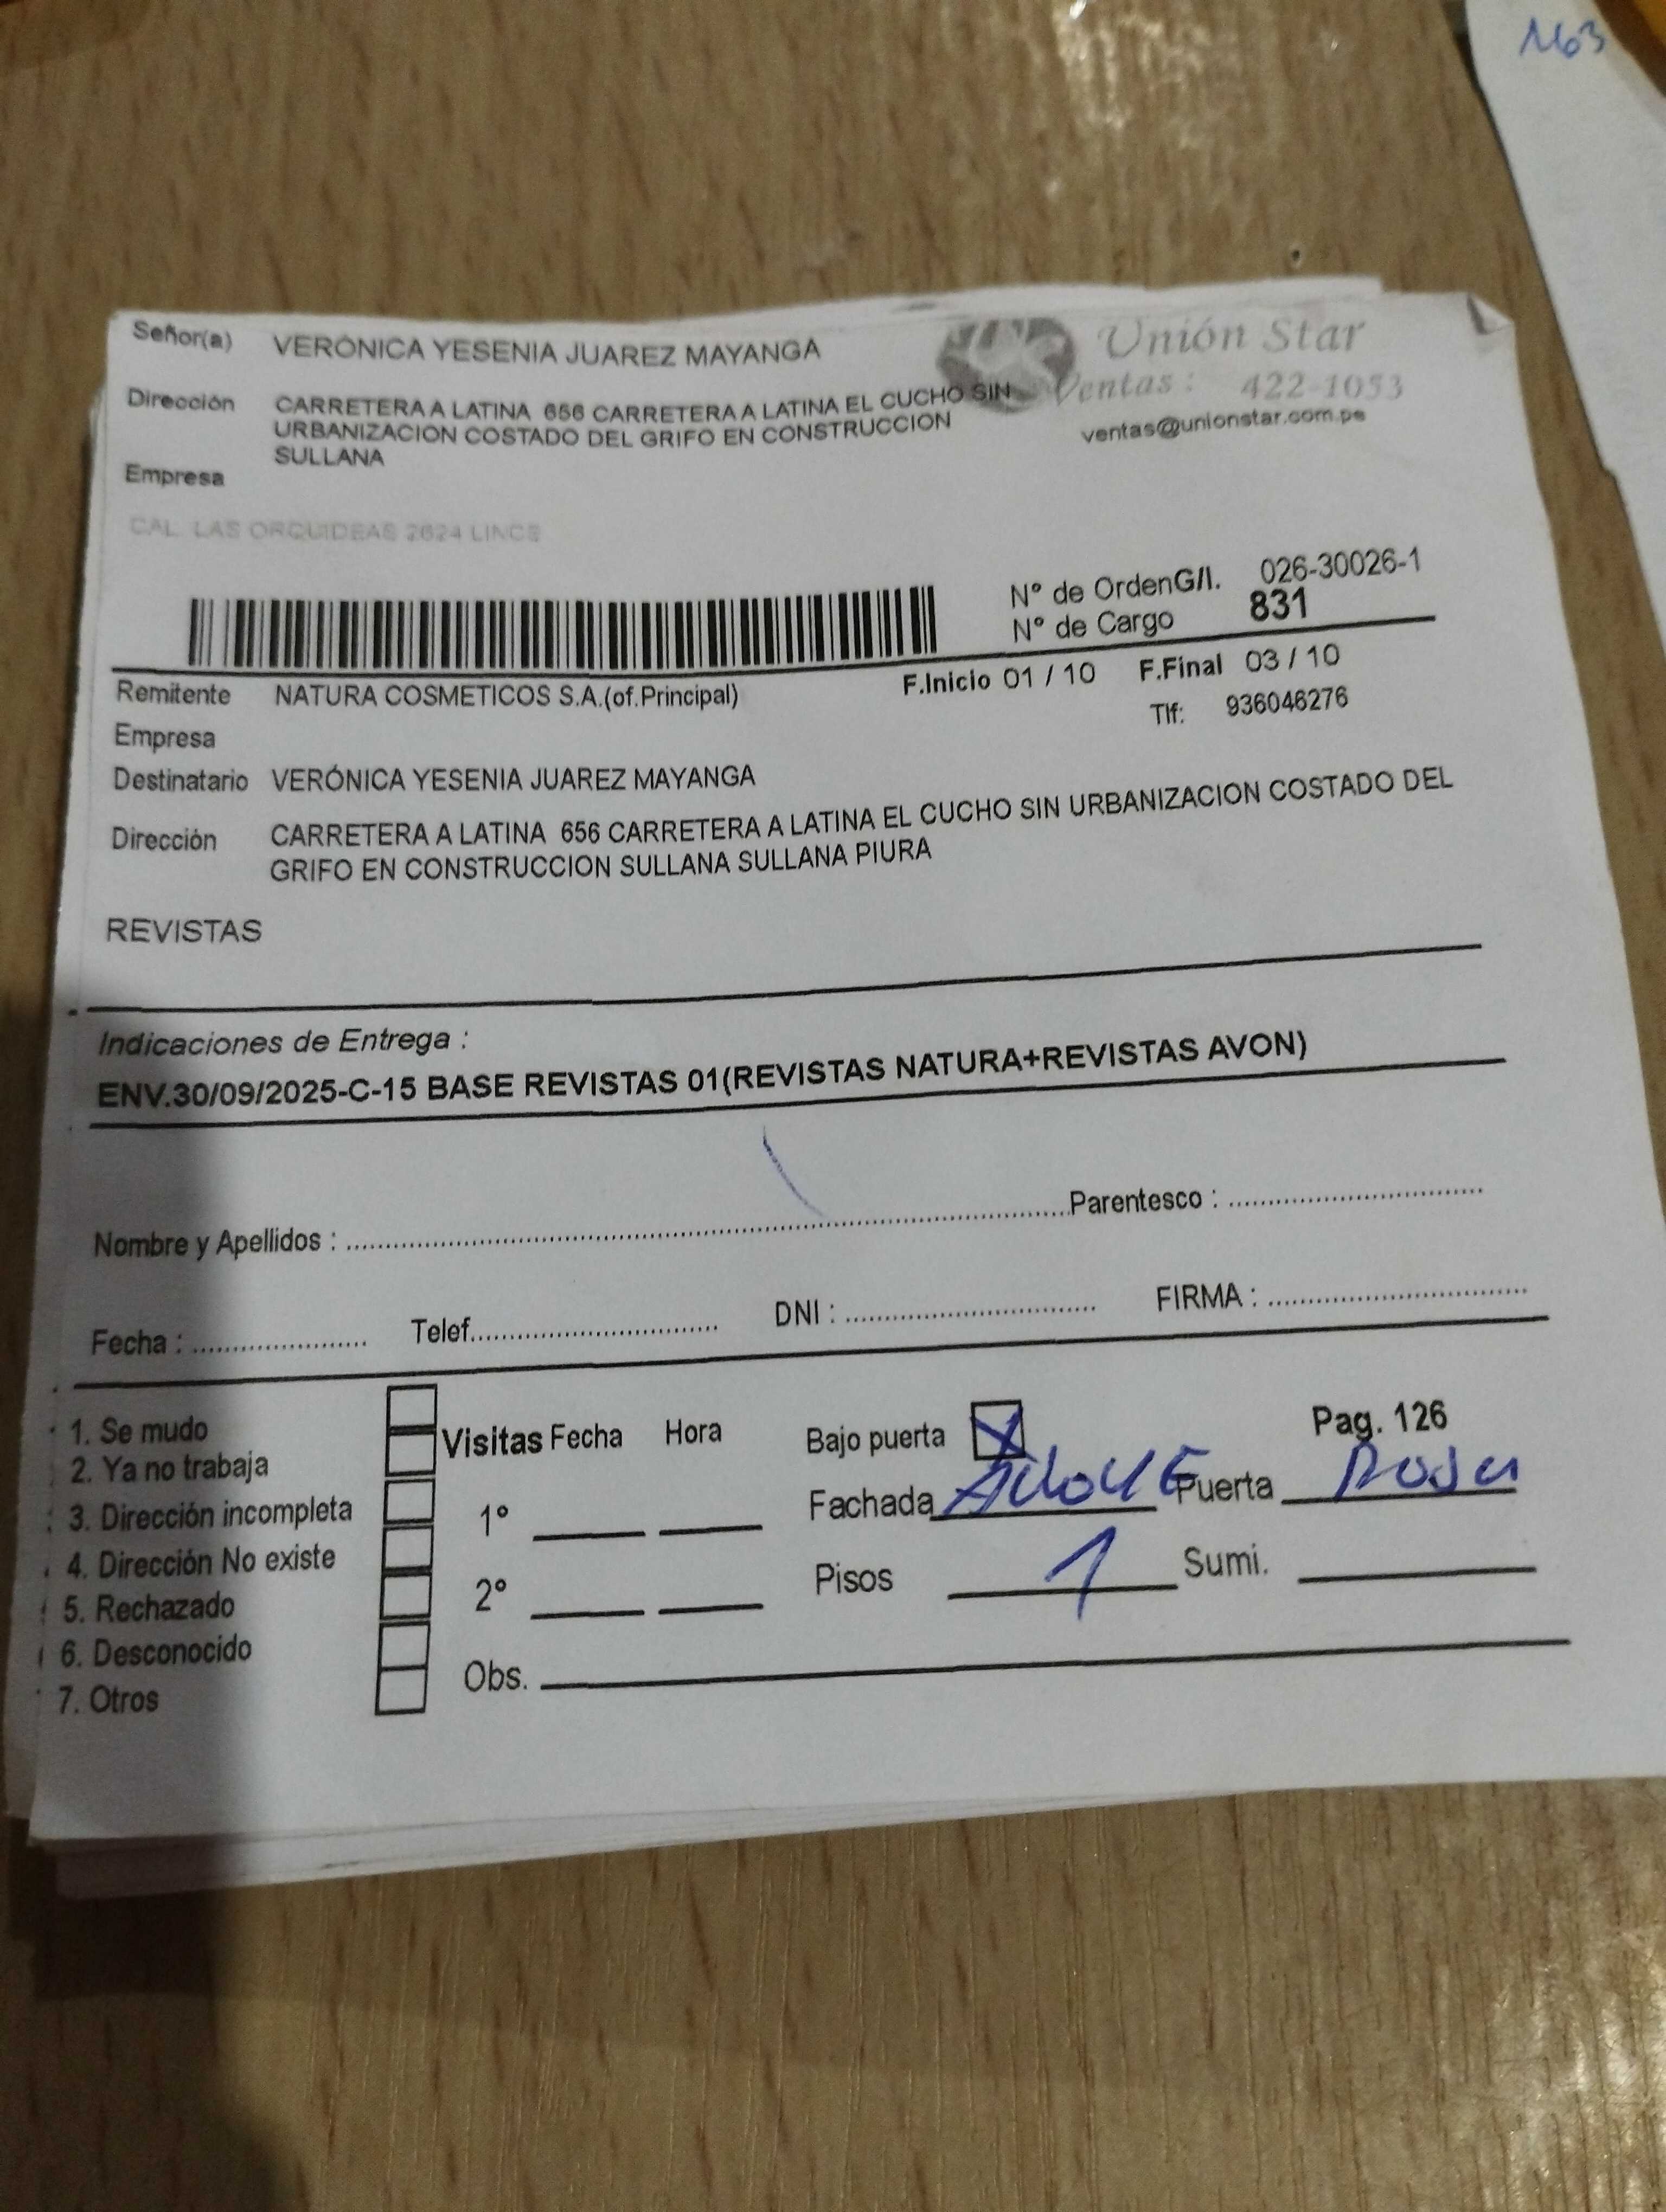 163
Señor(a) VERÓNICA YESENIA JUAREZ MAYANGA
Unión Star
Ventas : 422-1053
ventas@unionstar.com.pe
Dirección CARRETERA A LATINA 656 CARRETERA A LATINA EL CUCHO SIN
URBANIZACION COSTADO DEL GRIFO EN CONSTRUCCION
SULLANA
Empresa
CAL. LAS ORQUIDEAS 2624 LINCE
N° de OrdenG/I. 026-30026-1
N° de Cargo 831
F.Inicio 01 / 10 F.Final 03 / 10
Remitente NATURA COSMETICOS S.A.(of.Principal)
Tlf: 936046276
Empresa
Destinatario VERÓNICA YESENIA JUAREZ MAYANGA
Dirección CARRETERA A LATINA 656 CARRETERA A LATINA EL CUCHO SIN URBANIZACION COSTADO DEL
GRIFO EN CONSTRUCCION SULLANA SULLANA PIURA
REVISTAS
Indicaciones de Entrega :
ENV.30/09/2025-C-15 BASE REVISTAS 01(REVISTAS NATURA+REVISTAS AVON)
Nombre y Apellidos : Parentesco :
Fecha : Telef. DNI : FIRMA :
1. Se mudo
2. Ya no trabaja
3. Dirección incompleta
4. Dirección No existe
5. Rechazado
6. Desconocido
7. Otros
Visitas Fecha Hora
1°
2°
Obs.
Bajo puerta X Pag. 126
Fachada Puerta
Pisos 1 Sumi.